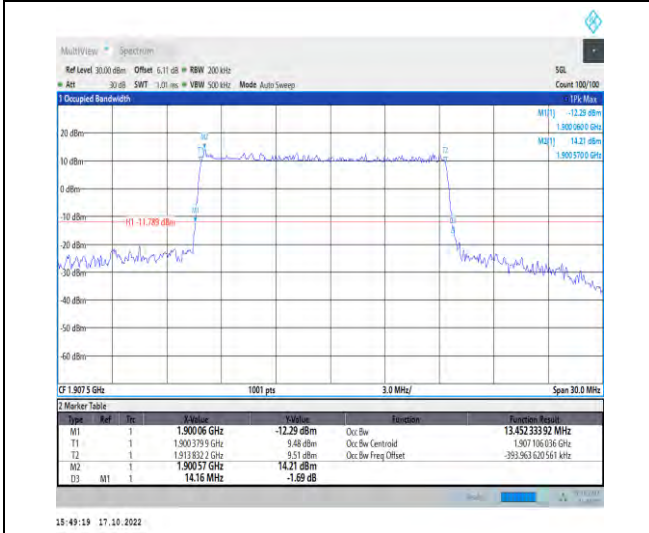 MultiView Spectrum
Ref Level 30.00 dBm Offset 6.11 dB RBW 200 kHz SGL
Att 30 dB SWT 1.01 ms VBW 500 kHz Mode Auto Sweep Count 100/100
1 Occupied Bandwidth 1Pk Max
M1[1] -12.29 dBm
1.900 060 0 GHz
M2[1] 14.21 dBm
1.900 570 0 GHz
20 dBm
M2
T1
T2
10 dBm
0 dBm
M1
-10 dBm
H1 -11.789 dBm
D3
-20 dBm
-30 dBm
-40 dBm
-50 dBm
-60 dBm
CF 1.907 5 GHz 1001 pts 3.0 MHz/ Span 30.0 MHz
2 Marker Table
Type Ref Trc X-Value Y-Value Function Function Result
M1 1 1.900 06 GHz -12.29 dBm Occ Bw 13.452 333 92 MHz
T1 1 1.900 379 9 GHz 9.48 dBm Occ Bw Centroid 1.907 106 036 GHz
T2 1 1.913 832 2 GHz 9.51 dBm Occ Bw Freq Offset -393.963 620 561 kHz
M2 1 1.900 57 GHz 14.21 dBm
D3 M1 1 14.16 MHz -1.69 dB
15:49:19 17.10.2022